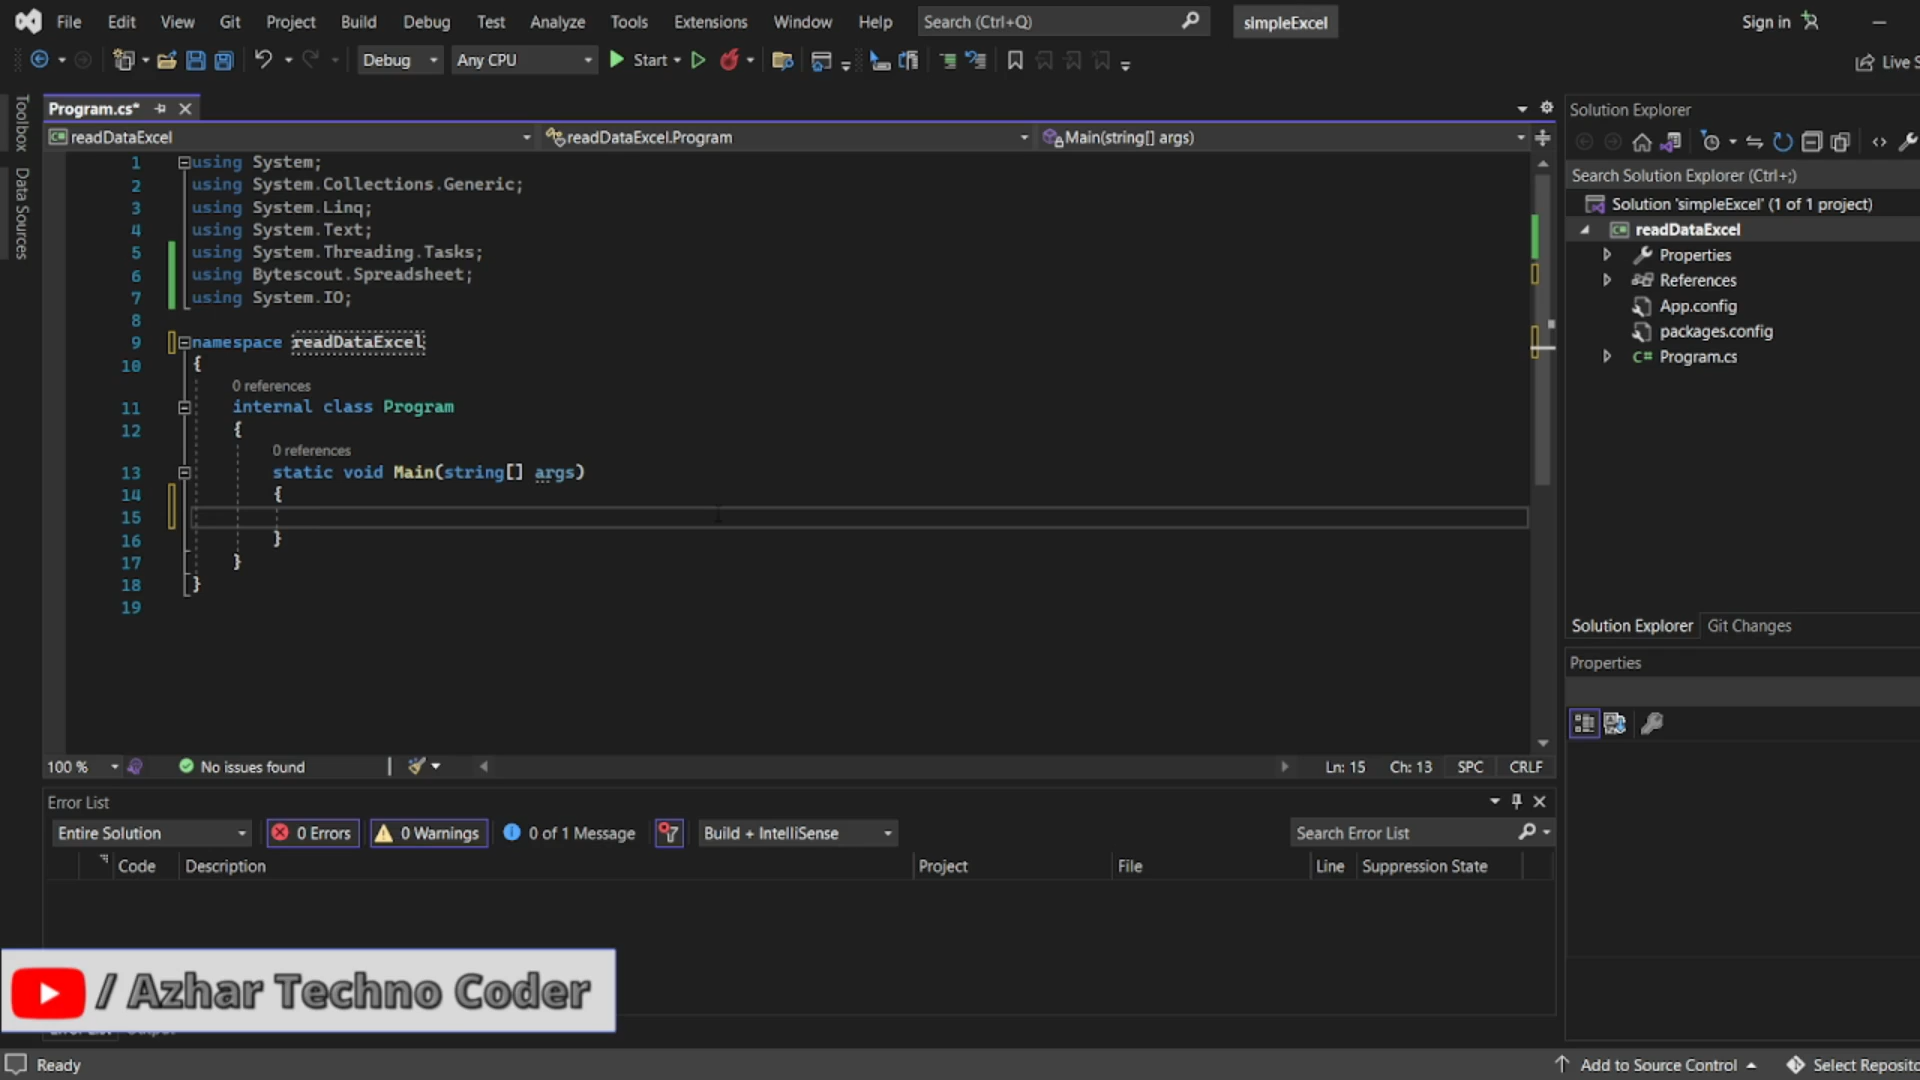 File Edit View Git Project Build Debug Test Analyze Tools Extensions Window Help Search (Ctrl+Q) simpleExcel Sign in
Debug Any CPU Start Live S
Toolbox
Data Sources
Program.cs*
readDataExcel readDataExcel.Program Main(string[] args)
1 using System;
2 using System.Collections.Generic;
3 using System.Linq;
4 using System.Text;
5 using System.Threading.Tasks;
6 using Bytescout.Spreadsheet;
7 using System.IO;
8
9 namespace readDataExcel
10 {
0 references
11 internal class Program
12 {
0 references
13 static void Main(string[] args)
14 {
15
16 }
17 }
18 }
19
100 % No issues found Ln: 15 Ch: 13 SPC CRLF
Error List
Entire Solution 0 Errors 0 Warnings 0 of 1 Message Build + IntelliSense Search Error List
Code Description Project File Line Suppression State
/ Azhar Techno Coder
Ready Add to Source Control Select Reposito
Solution Explorer
Search Solution Explorer (Ctrl+;)
Solution 'simpleExcel' (1 of 1 project)
readDataExcel
Properties
References
App.config
packages.config
C# Program.cs
Solution Explorer Git Changes
Properties